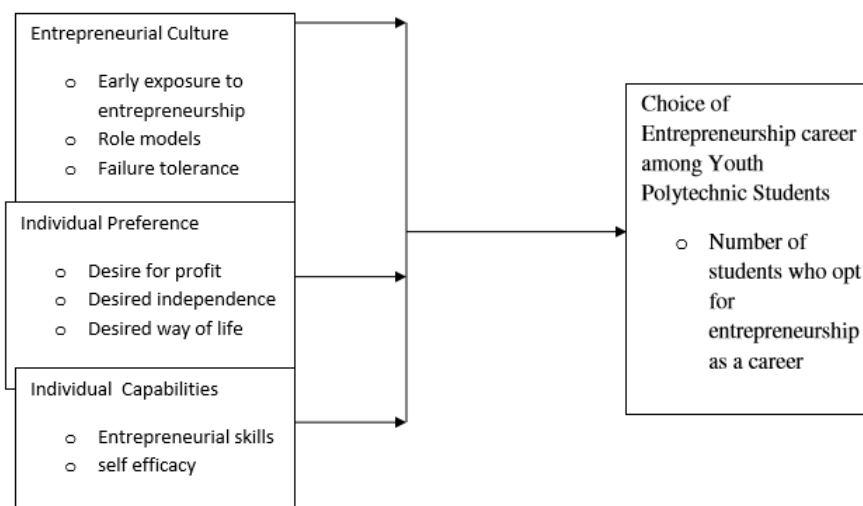 Entrepreneurial Culture
o Early exposure to
entrepreneurship
o Role models
o Failure tolerance
Individual Preference
o Desire for profit
o Desired independence
o Desired way of life
Individual Capabilities
o Entrepreneurial skills
o self efficacy
Choice of
Entrepreneurship career
among Youth
Polytechnic Students
o Number of
students who opt
for
entrepreneurship
as a career